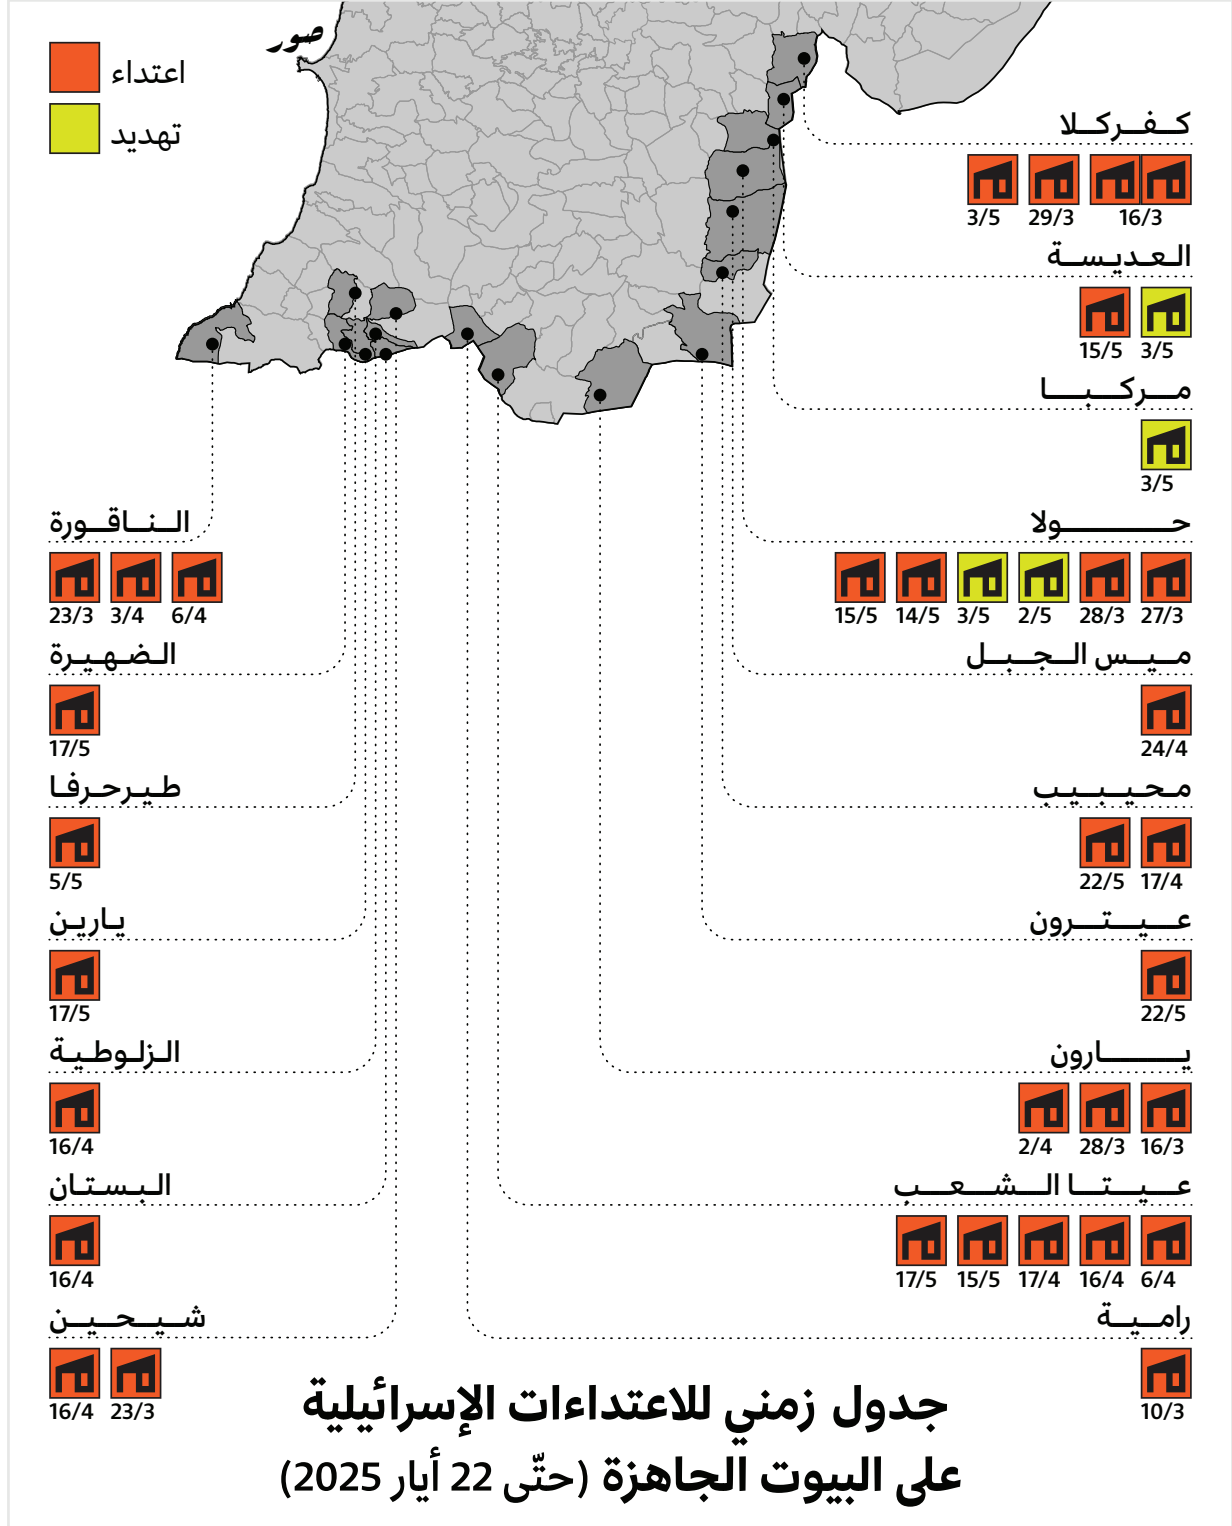 صور
اعتداء
تهديد
كفركلا
3/5 29/3 16/3
العديسة
15/5 3/5
مركبا
3/5
حولا
15/5 14/5 3/5 2/5 28/3 27/3
ميس الجبل
24/4
محيبيب
22/5 17/4
عيترون
22/5
يارون
2/4 28/3 16/3
عيتا الشعب
17/5 15/5 17/4 16/4 6/4
رامية
10/3
الناقورة
23/3 3/4 6/4
الضهيرة
17/5
طيرحرفا
5/5
يارين
17/5
الزلوطية
16/4
البستان
16/4
شيحين
16/4 23/3
جدول زمني للاعتداءات الإسرائيلية
على البيوت الجاهزة (حتّى 22 أيار 2025)